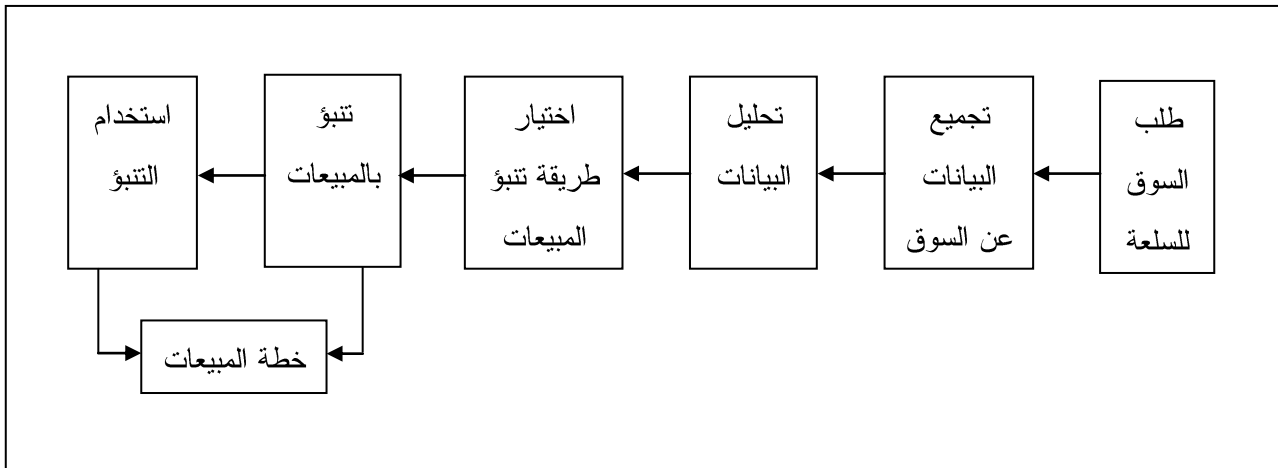 طلب
السوق
للسلعة
تجميع
البيانات
عن السوق
تحليل
البيانات
اختيار
طريقة تنبؤ
المبيعات
تنبؤ
بالمبيعات
استخدام
التنبؤ
خطة المبيعات